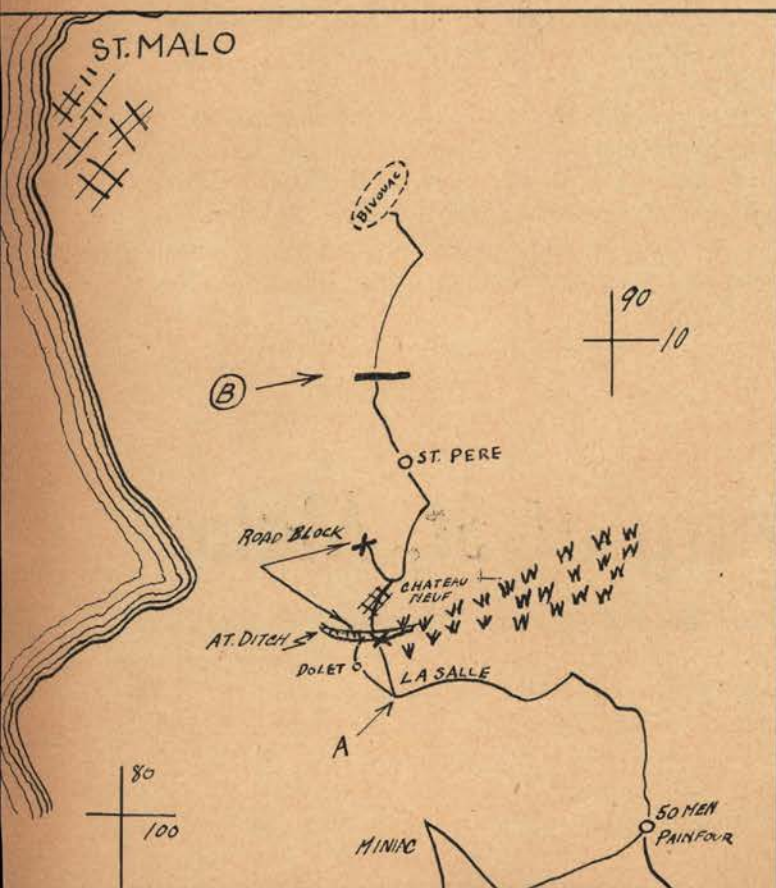 ST. MALO
BIVOUAC
90
10
B
ST. PERE
ROAD BLOCK
CHATEAU
NEUF
AT. DITCH
DOLET
LA SALLE
A
80
100
50 MEN
PAINFOUR
MINIAC